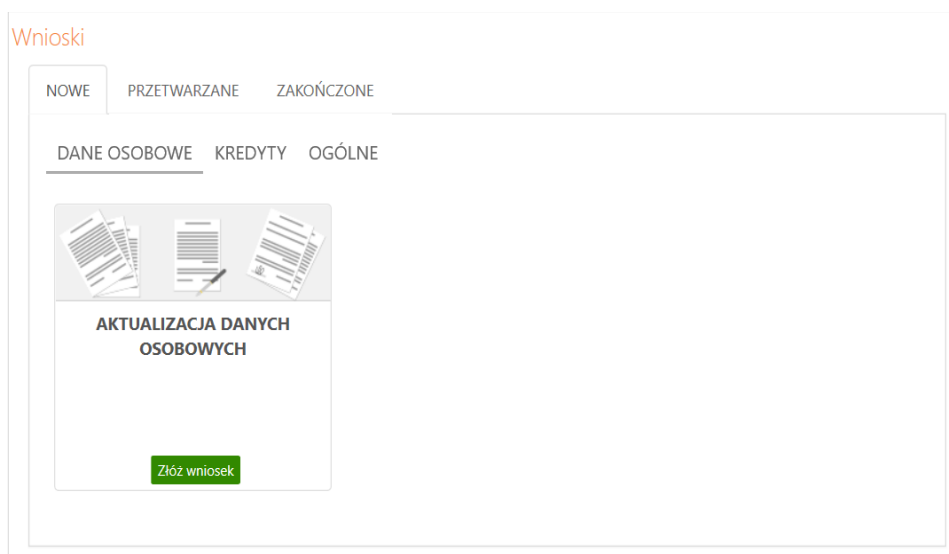 Wnioski
NOWE PRZETWARZANE ZAKOŃCZONE
DANE OSOBOWE KREDYTY OGÓLNE
AKTUALIZACJA DANYCH
OSOBOWYCH
Złóż wniosek